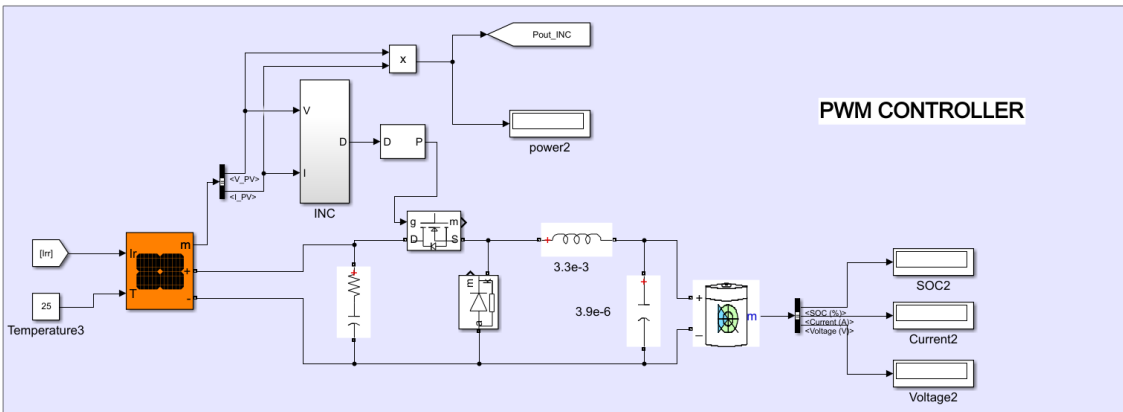 Pout_INC
x
PWM CONTROLLER
power2
V
D
D
P
I
<V_PV>
<I_PV>
INC
g
m
D
S
[Irr]
Ir
m
+
T
-
25
Temperature3
+
+
m
k
a
+
3.3e-3
+
3.9e-6
+
m
–
<SOC (%)>
<Current (A)>
<Voltage (V)>
SOC2
Current2
Voltage2